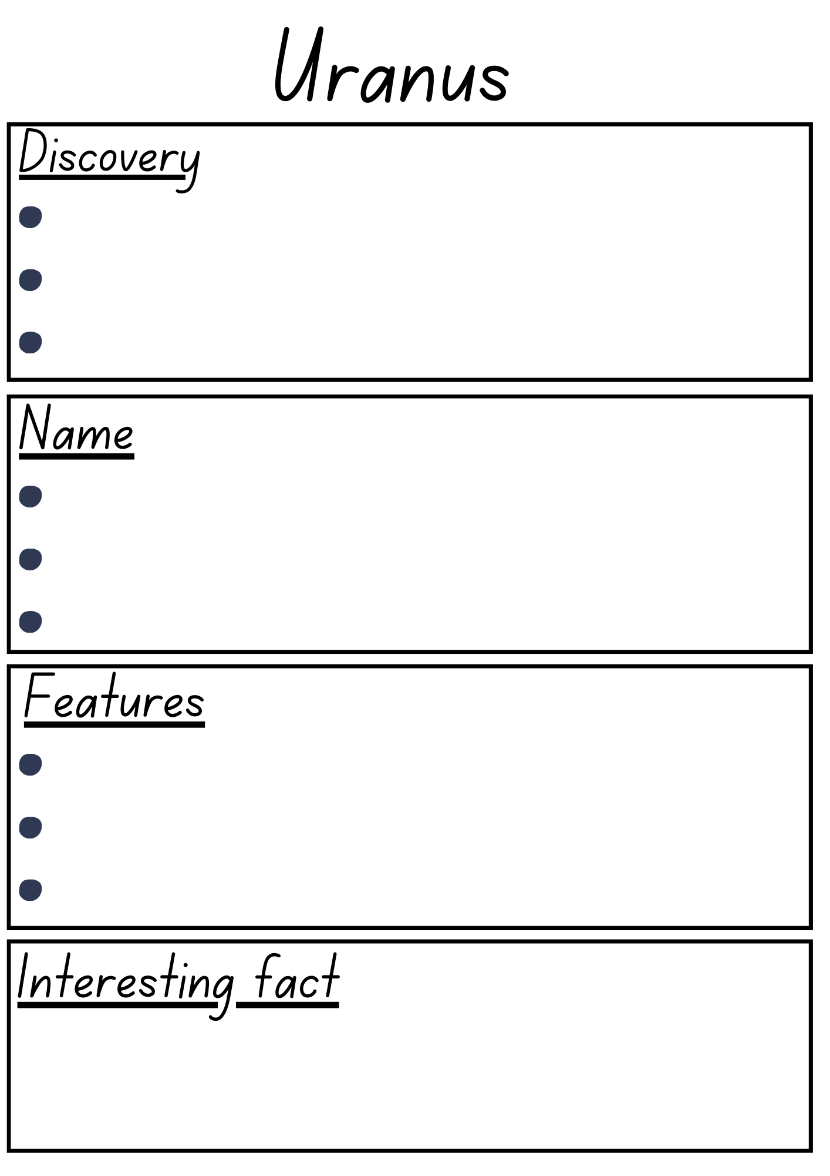 Uranus
Discovery
Name
Features
Interesting fact